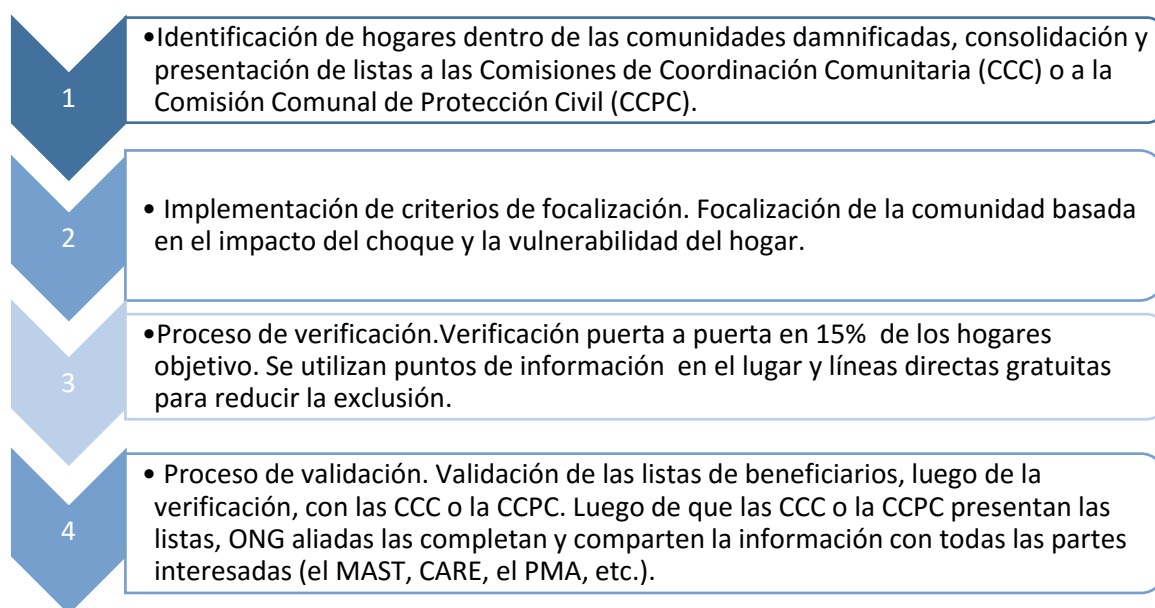 1
•Identificación de hogares dentro de las comunidades damnificadas, consolidación y
presentación de listas a las Comisiones de Coordinación Comunitaria (CCC) o a la
Comisión Comunal de Protección Civil (CCPC).
2
• Implementación de criterios de focalización. Focalización de la comunidad basada
en el impacto del choque y la vulnerabilidad del hogar.
3
•Proceso de verificación.Verificación puerta a puerta en 15% de los hogares
objetivo. Se utilizan puntos de información en el lugar y líneas directas gratuitas
para reducir la exclusión.
4
• Proceso de validación. Validación de las listas de beneficiarios, luego de la
verificación, con las CCC o la CCPC. Luego de que las CCC o la CCPC presentan las
listas, ONG aliadas las completan y comparten la información con todas las partes
interesadas (el MAST, CARE, el PMA, etc.).